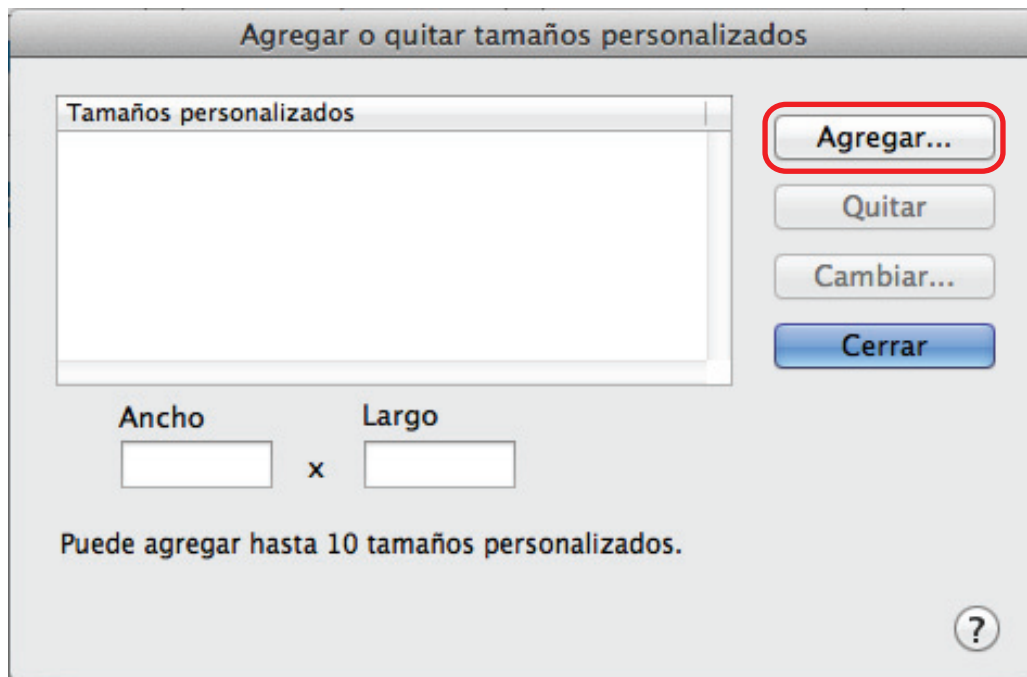 Agregar o quitar tamaños personalizados
Tamaños personalizados
Agregar...
Quitar
Cambiar...
Cerrar
Ancho
Largo
x
Puede agregar hasta 10 tamaños personalizados.
?